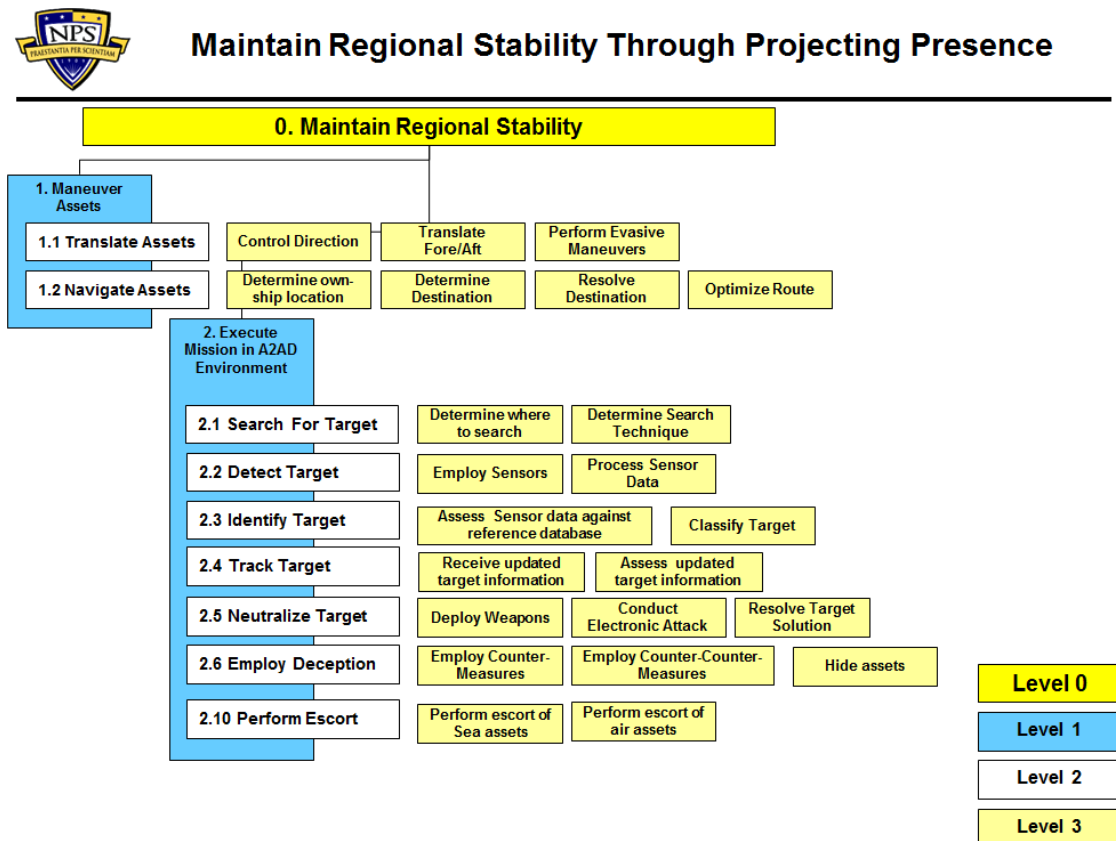 NPS
PRAESTANTIA PER SCIENTIAM
Maintain Regional Stability Through Projecting Presence
0. Maintain Regional Stability
1. Maneuver
Assets
1.1 Translate Assets
Control Direction
Translate
Fore/Aft
Perform Evasive
Maneuvers
1.2 Navigate Assets
Determine own-
ship location
Determine
Destination
Resolve
Destination
Optimize Route
2. Execute
Mission in A2AD
Environment
2.1 Search For Target
Determine where
to search
Determine Search
Technique
2.2 Detect Target
Employ Sensors
Process Sensor
Data
2.3 Identify Target
Assess Sensor data against
reference database
Classify Target
2.4 Track Target
Receive updated
target information
Assess updated
target information
2.5 Neutralize Target
Deploy Weapons
Conduct
Electronic Attack
Resolve Target
Solution
2.6 Employ Deception
Employ Counter-
Measures
Employ Counter-Counter-
Measures
Hide assets
2.10 Perform Escort
Perform escort of
Sea assets
Perform escort of
air assets
Level 0
Level 1
Level 2
Level 3